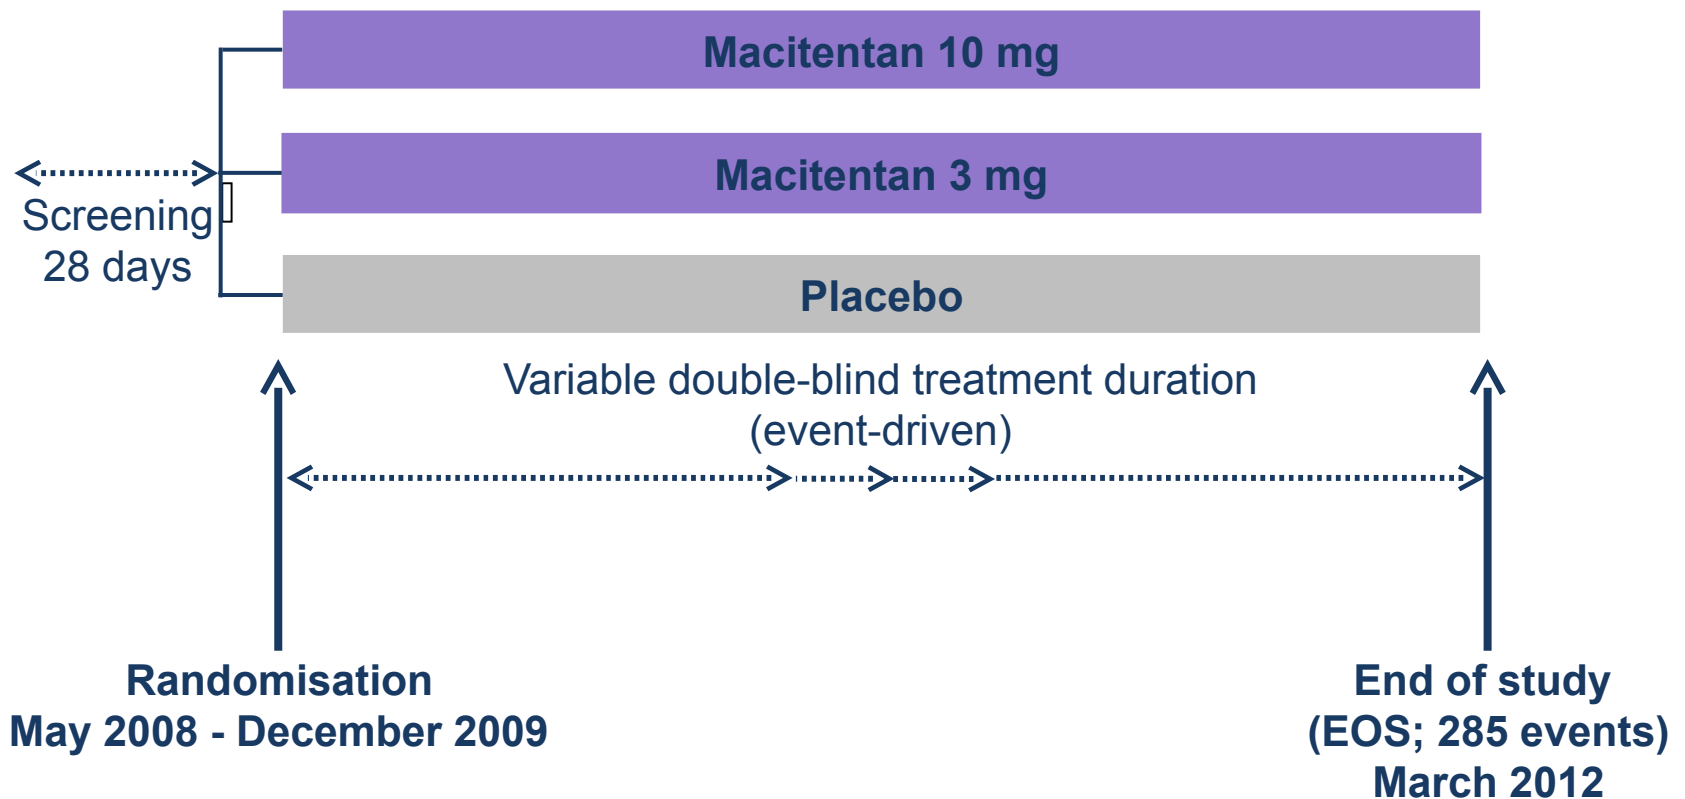 Macitentan 10 mg
Macitentan 3 mg
Screening
28 days
Placebo
Variable double-blind treatment duration
(event-driven)
Randomisation
May 2008 - December 2009
End of study
(EOS; 285 events)
March 2012